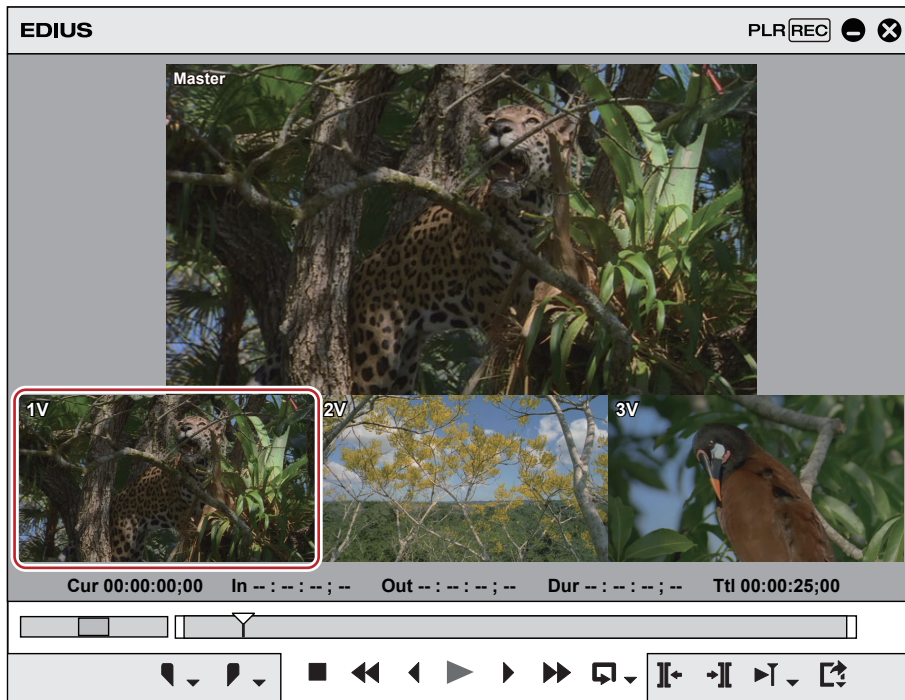 EDIUS
PLR REC
Master
1V
2V
3V
Cur 00:00:00;00 In -- : -- : -- ; -- Out -- : -- : -- ; -- Dur -- : -- : -- ; -- Ttl 00:00:25;00